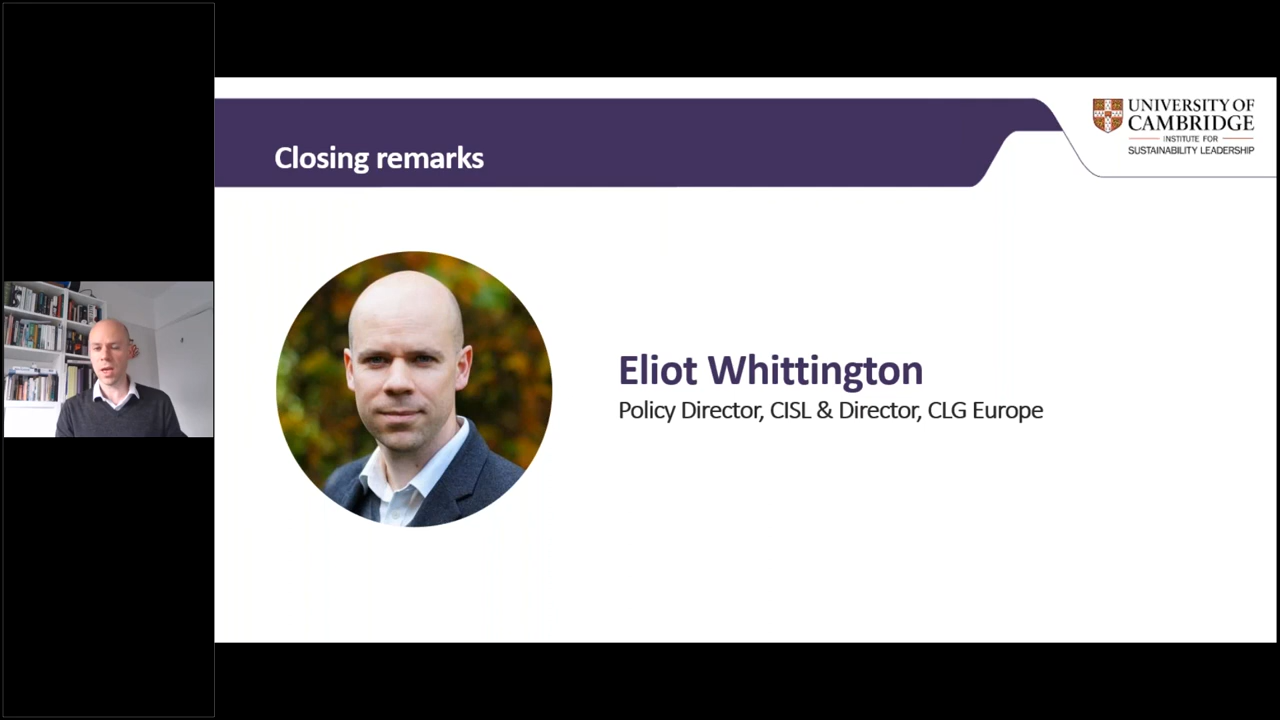 Closing remarks
UNIVERSITY OF
CAMBRIDGE
INSTITUTE FOR
SUSTAINABILITY LEADERSHIP
Eliot Whittington
Policy Director, CISL & Director, CLG Europe